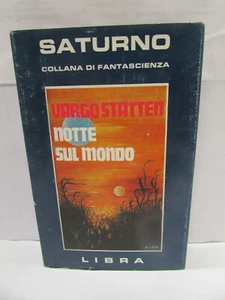 SATURNO
COLLANA DI FANTASCIENZA
VARGO STATTEN
NOTTE
SUL MONDO
LIBRA